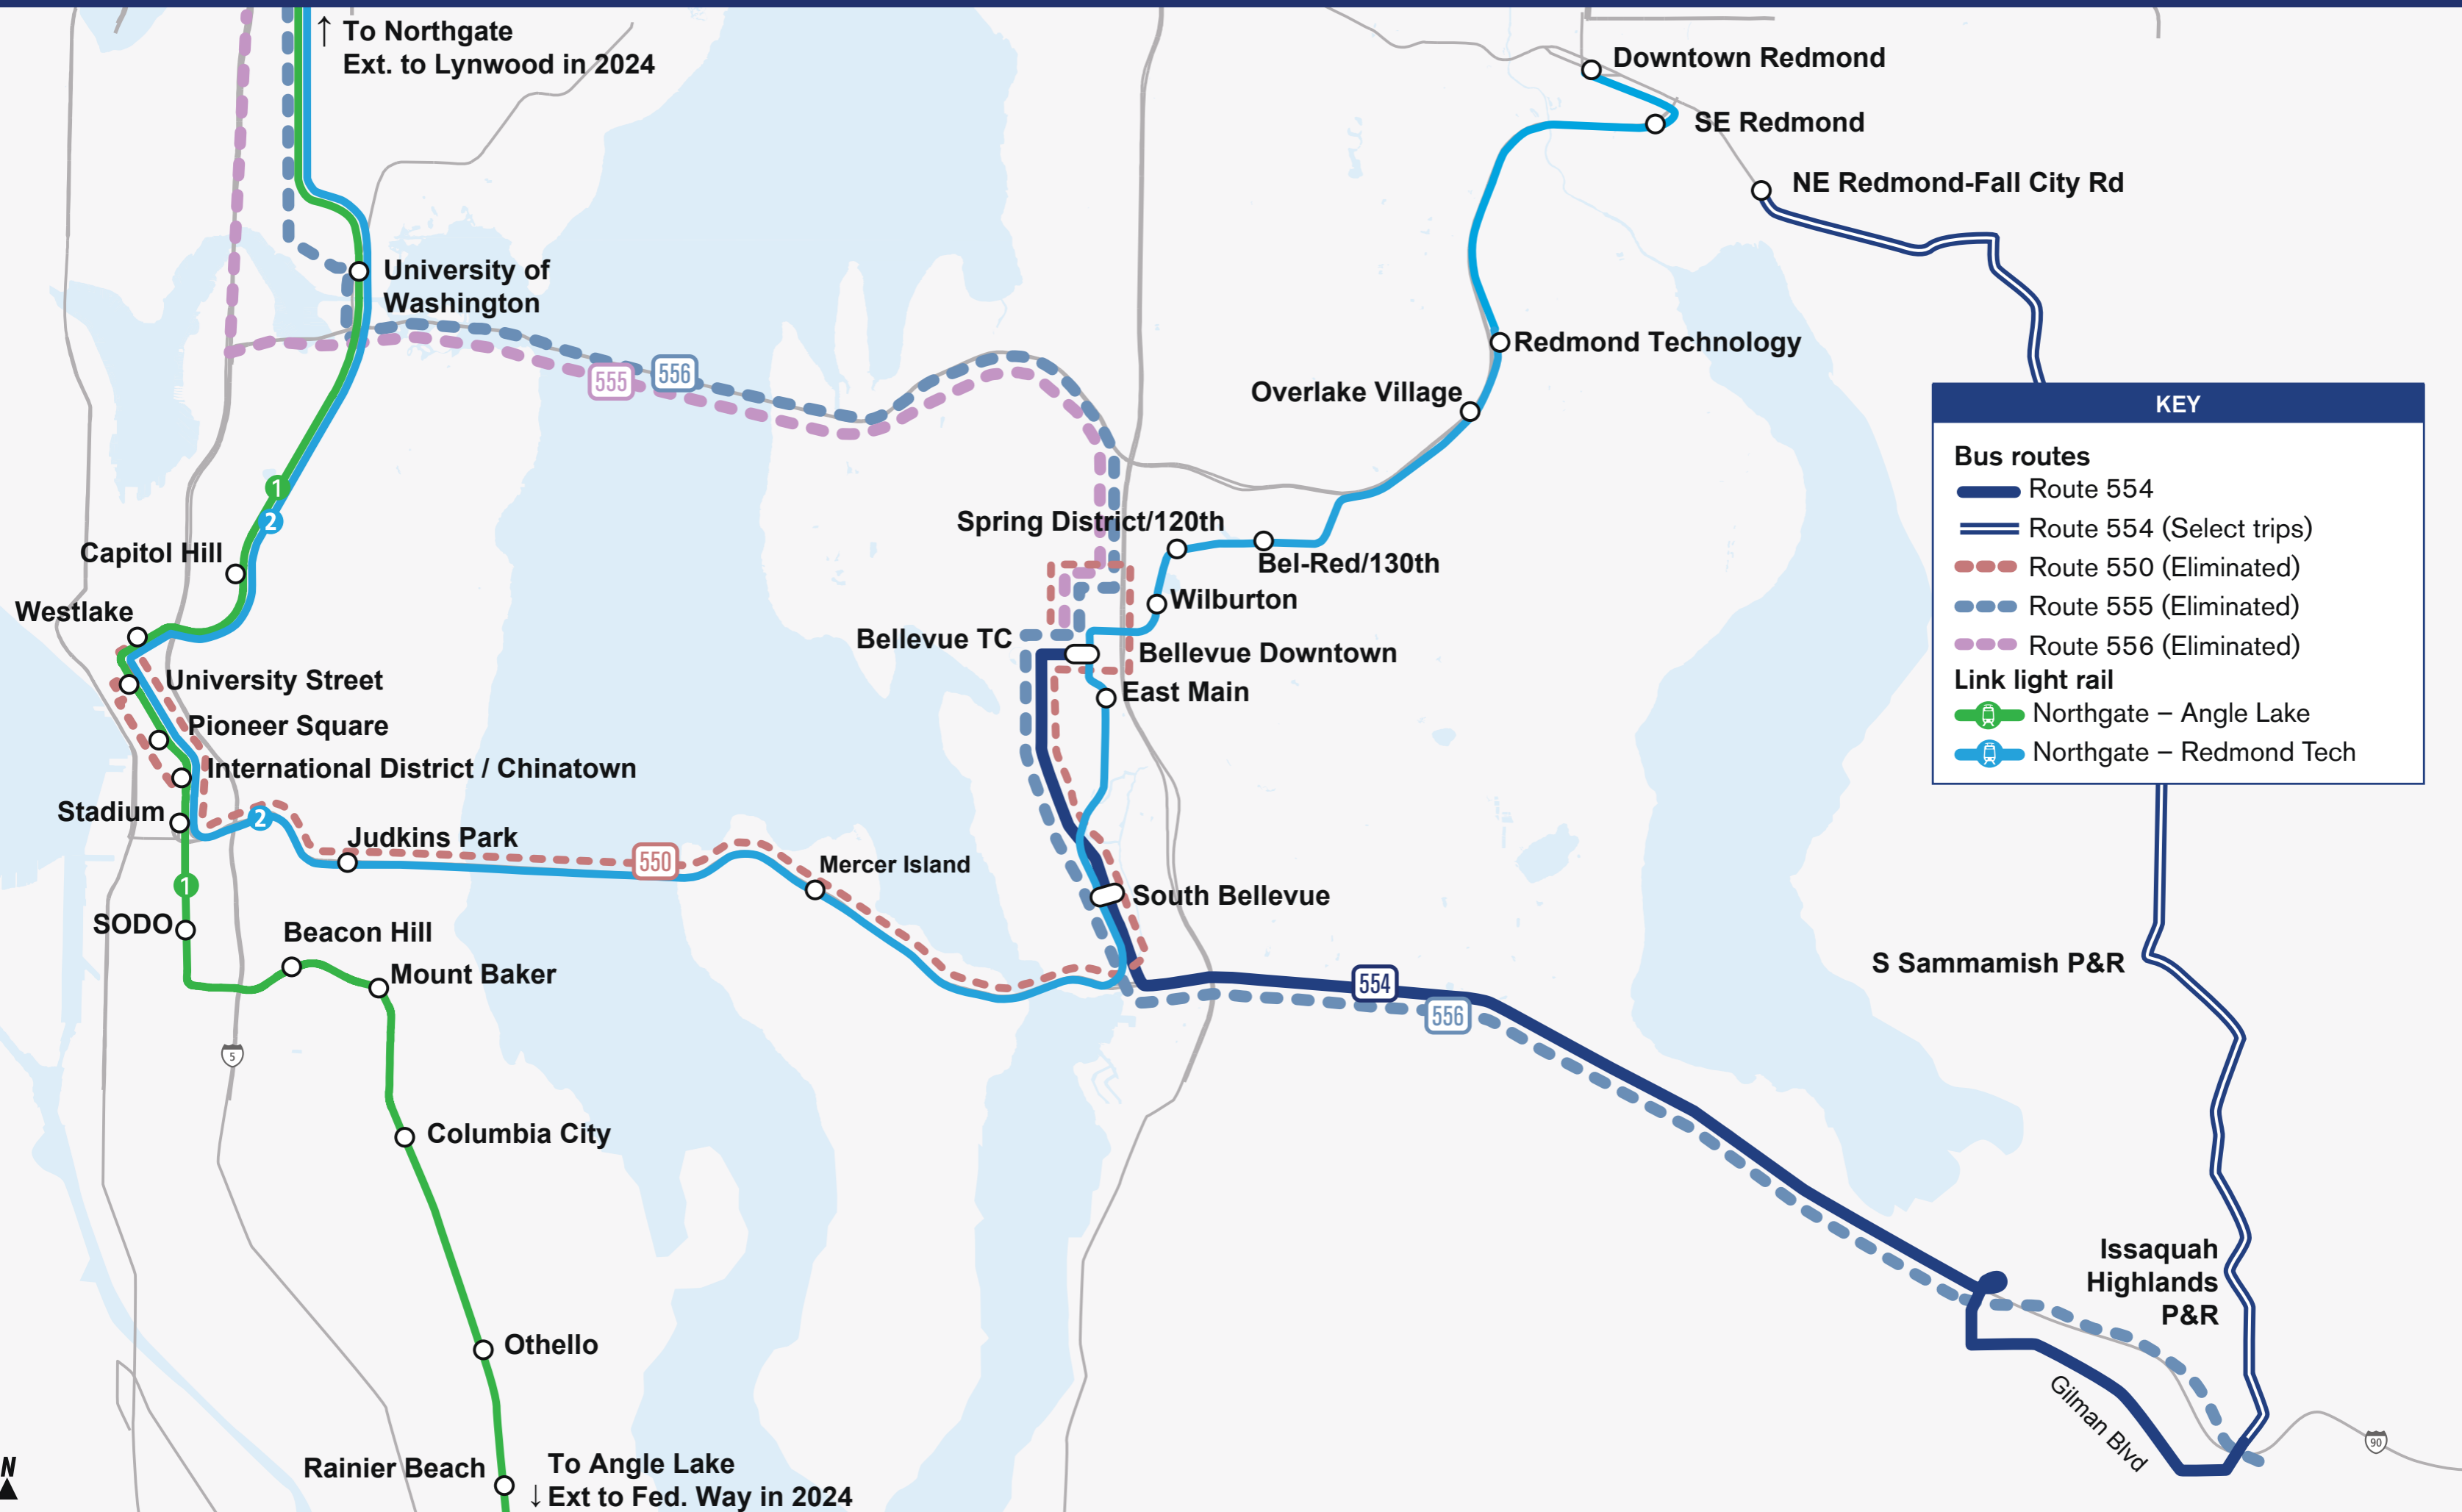 ↑ To Northgate
Ext. to Lynwood in 2024
Downtown Redmond
SE Redmond
NE Redmond-Fall City Rd
University of
Washington
Redmond Technology
555
556
Overlake Village
KEY
Bus routes
Route 554
Route 554 (Select trips)
Route 550 (Eliminated)
Route 555 (Eliminated)
Route 556 (Eliminated)
Link light rail
Northgate – Angle Lake
Northgate – Redmond Tech
1
2
Spring District/120th
Capitol Hill
Bel-Red/130th
Westlake
Wilburton
Bellevue TC
Bellevue Downtown
University Street
East Main
Pioneer Square
International District / Chinatown
Stadium
2
Judkins Park
550
Mercer Island
1
South Bellevue
SODO
Beacon Hill
Mount Baker
S Sammamish P&R
554
556
5
Columbia City
Issaquah
Highlands
P&R
Othello
Gilman Blvd
90
Rainier Beach
To Angle Lake
↓ Ext to Fed. Way in 2024
N